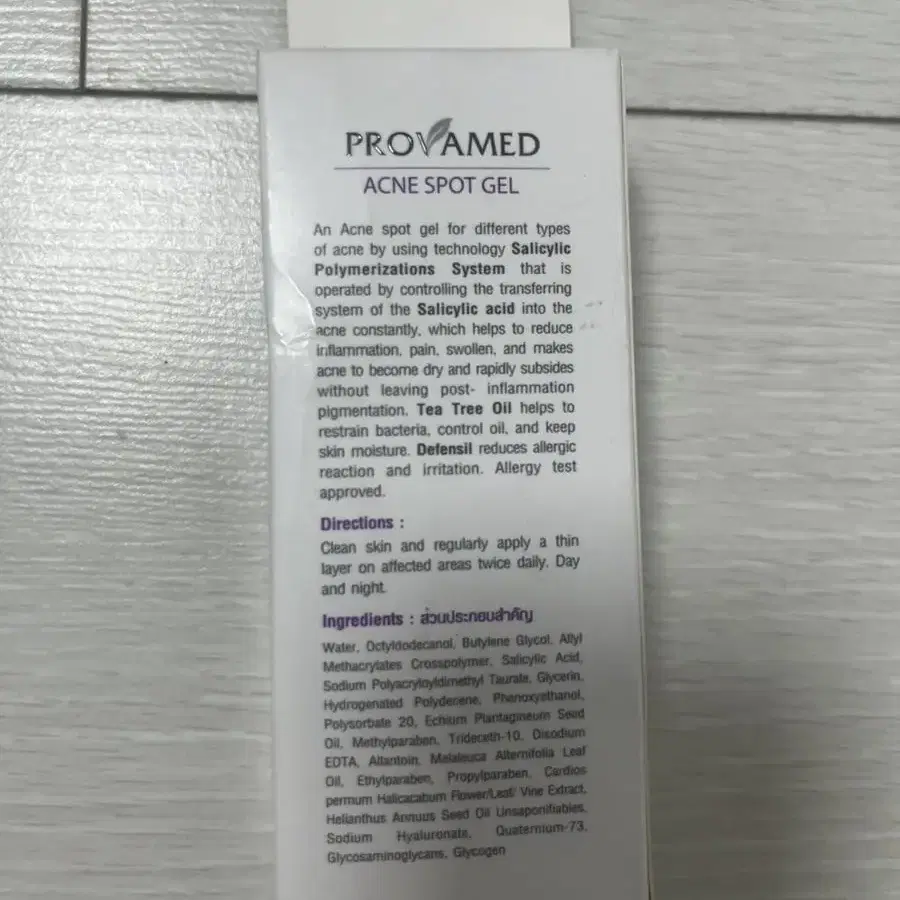 PROVAMED
ACNE SPOT GEL
An Acne spot gel for different types
of acne by using technology Salicylic
Polymerizations System that is
operated by controlling the transferring
system of the Salicylic acid into the
acne constantly, which helps to reduce
inflammation, pain, swollen, and makes
acne to become dry and rapidly subsides
without leaving post- inflammation
pigmentation. Tea Tree Oil helps to
restrain bacteria, control oil, and keep
skin moisture. Defensil reduces allergic
reaction and irritation. Allergy test
approved.
Directions :
Clean skin and regularly apply a thin
layer on affected areas twice daily. Day
and night.
Ingredients : ส่วนประกอบสำคัญ
Water, Octyldodecanol, Butylene Glycol, Allyl
Methacrylates Crosspolymer, Salicylic Acid,
Sodium Polyacryloyldimethyl Taurate, Glycerin,
Hydrogenated Polydecene, Phenoxyethanol,
Polysorbate 20, Echium Plantagineum Seed
Oil, Methylparaben, Trideceth-10, Disodium
EDTA, Allantoin, Melaleuca Alternifolia Leaf
Oil, Ethylparaben, Propylparaben, Cardios
permum Halicacabum Flower/Leaf/ Vine Extract,
Helianthus Annuus Seed Oil Unsaponifiables,
Sodium Hyaluronate, Quaternium-73,
Glycosaminoglycans, Glycogen